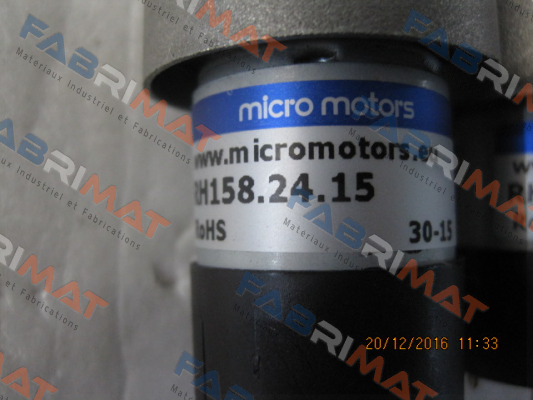 micro motors
www.micromotors.e
RH158.24.15
RoHS
30-15
20/12/2016 11:33
FABRIMAT
Materiaux Industriel et Fabrications